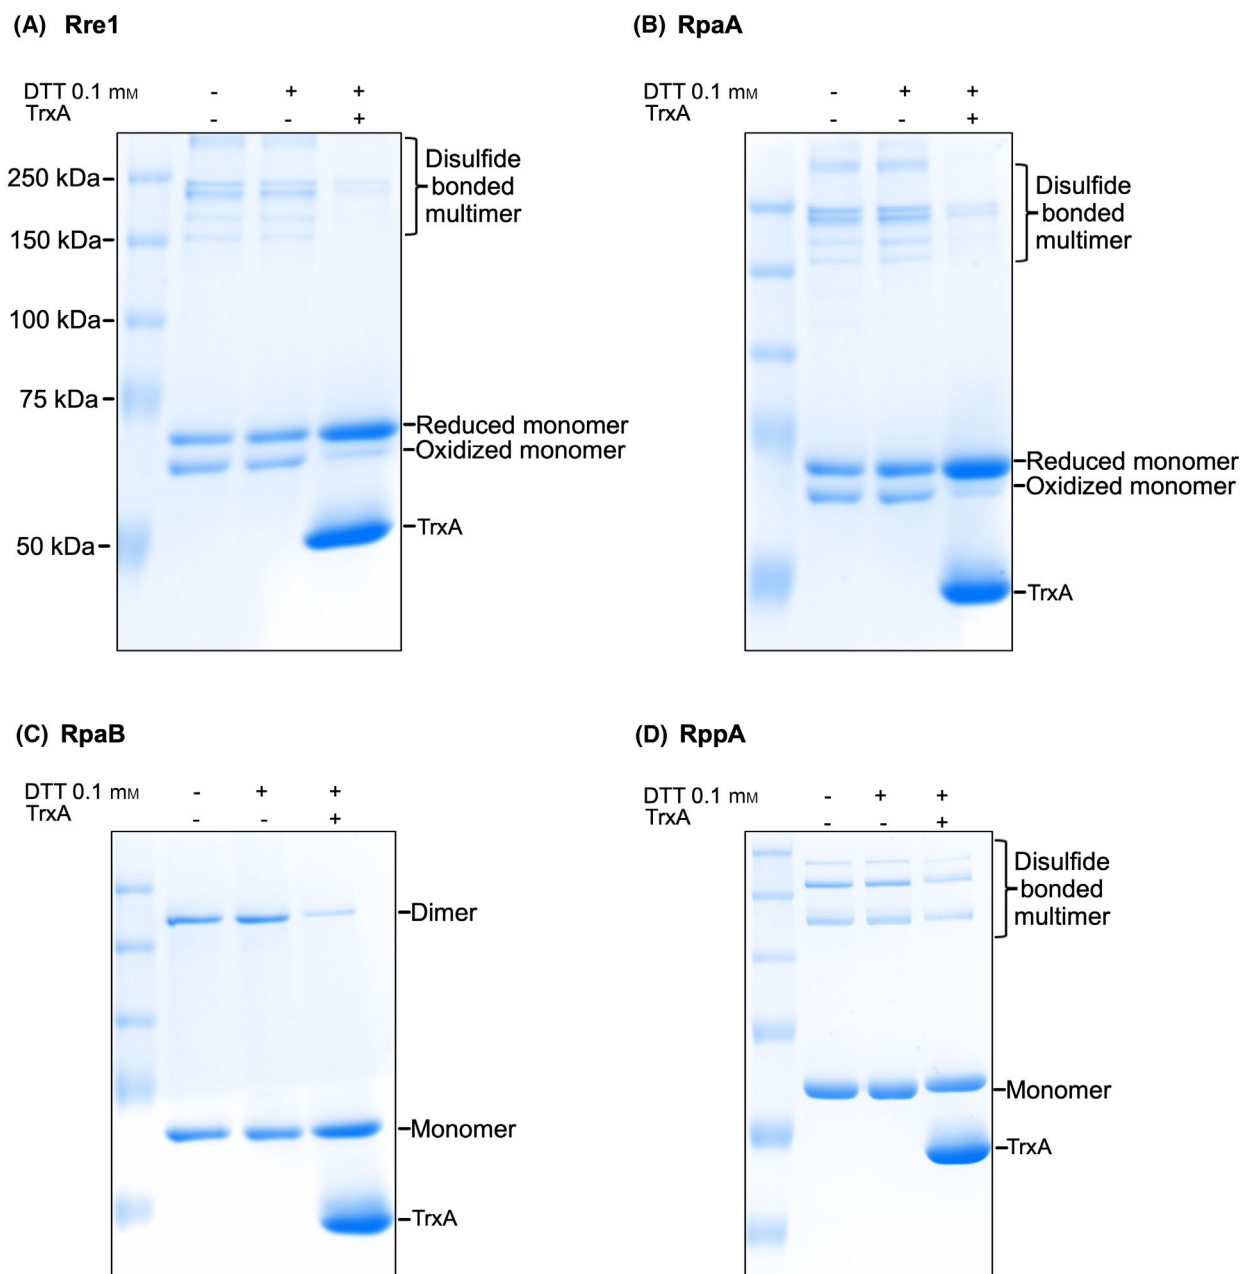 (A) Rre1
DTT 0.1 mM - + +
TrxA - - +
250 kDa
150 kDa
100 kDa
75 kDa
50 kDa
Disulfide
bonded
multimer
Reduced monomer
Oxidized monomer
TrxA
(B) RpaA
DTT 0.1 mM - + +
TrxA - - +
Disulfide
bonded
multimer
Reduced monomer
Oxidized monomer
TrxA
(C) RpaB
DTT 0.1 mM - + +
TrxA - - +
Dimer
Monomer
TrxA
(D) RppA
DTT 0.1 mM - + +
TrxA - - +
Disulfide
bonded
multimer
Monomer
TrxA